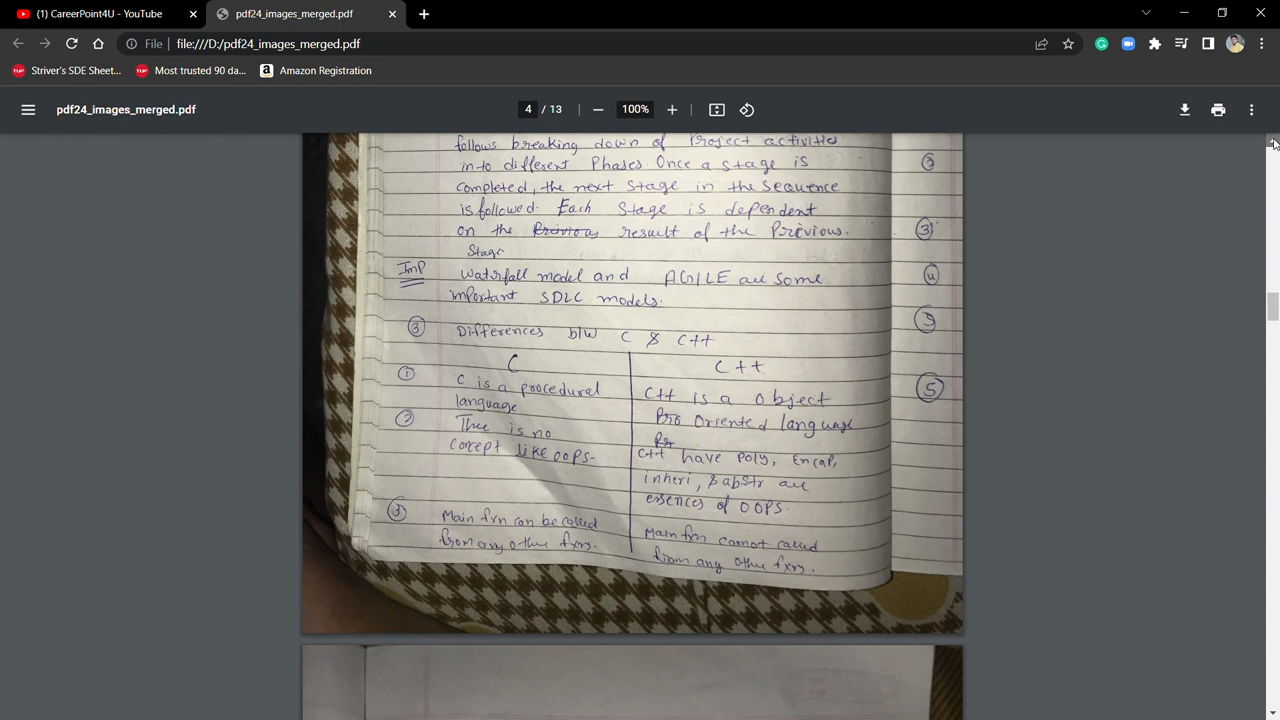 (1) CareerPoint4U - YouTube
pdf24_images_merged.pdf
File
file:///D:/pdf24_images_merged.pdf
Striver's SDE Sheet...
Most trusted 90 da...
Amazon Registration
pdf24_images_merged.pdf
4 / 13
100%
follows breaking down of Project activities
into different Phases. Once a stage is
completed, the next stage in the sequence
is followed. Each stage is dependent
on the Previous result of the Previous.
Stage
Imp
Waterfall model and AGILE are some
important SDLC models.
③ Differences b/w C & C++
C
① C is a procedural
language
② There is no
concept like OOPS-
③ Main fxn can be called
from any other fxns.
C++
C++ is a object
Pro Oriented language
Pr
C++ have poly, encap,
inheri, & abstr are
essences of OOPS.
Main fxn cannot called
from any other fxns.
②
③
④
⑤